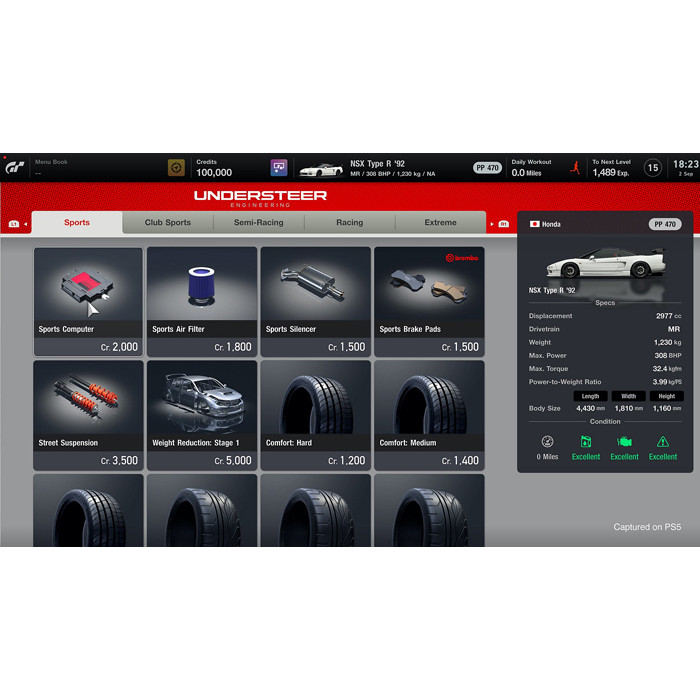 Menu Book
--
Credits
100,000
NSX Type R '92
MR / 308 BHP / 1,230 kg / NA
PP 470
Daily Workout
0.0 Miles
To Next Level
1,489 Exp.
15
18:23
2 Sep
UNDERSTEER
ENGINEERING
L1
Sports
Club Sports
Semi-Racing
Racing
Extreme
R1
Sports Computer
Cr. 2,000
Sports Air Filter
Cr. 1,800
Sports Silencer
Cr. 1,500
brembo
Sports Brake Pads
Cr. 1,500
Street Suspension
Cr. 3,500
Weight Reduction: Stage 1
Cr. 5,000
Comfort: Hard
Cr. 1,200
Comfort: Medium
Cr. 1,400
Honda
PP 470
NSX Type R '92
Specs
Displacement 2977 cc
Drivetrain MR
Weight 1,230 kg
Max. Power 308 BHP
Max. Torque 32.4 kgfm
Power-to-Weight Ratio 3.99 kg/PS
Length Width Height
Body Size 4,430 mm 1,810 mm 1,160 mm
Condition
0 Miles Excellent Excellent Excellent
Captured on PS5